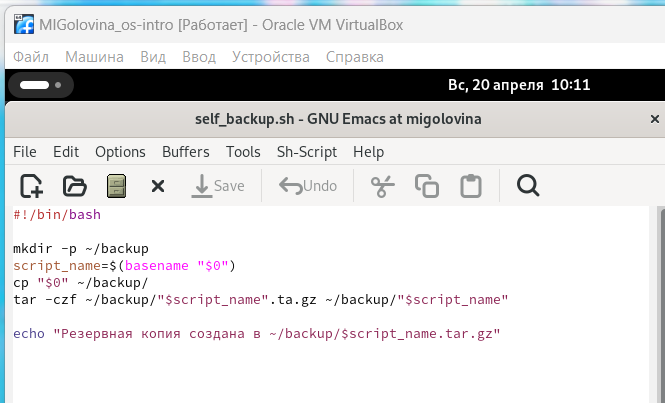 MIGolovina_os-intro [Работает] - Oracle VM VirtualBox
Файл Машина Вид Ввод Устройства Справка
Вс, 20 апреля 10:11
self_backup.sh - GNU Emacs at migolovina
File Edit Options Buffers Tools Sh-Script Help
Save Undo
#!/bin/bash
mkdir -p ~/backup
script_name=$(basename "$0")
cp "$0" ~/backup/
tar -czf ~/backup/"$script_name".ta.gz ~/backup/"$script_name"
echo "Резервная копия создана в ~/backup/$script_name.tar.gz"